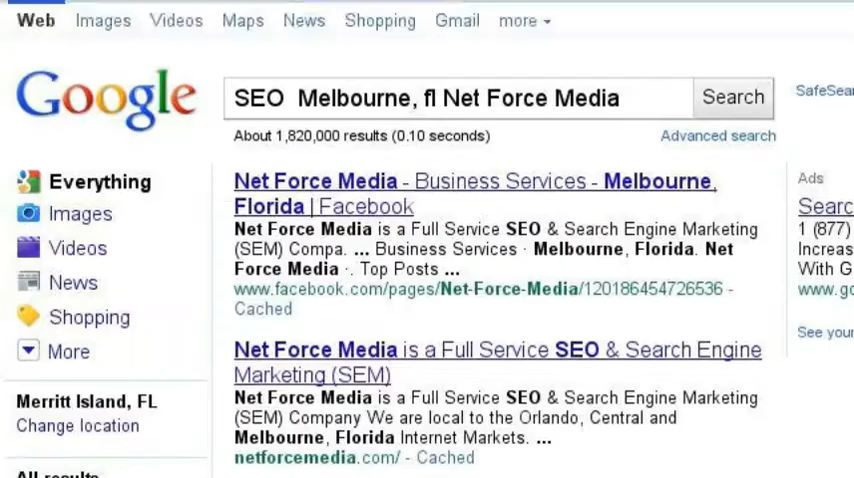 Web Images Videos Maps News Shopping Gmail more
Google
SEO  Melbourne, fl Net Force Media
Search
About 1,820,000 results (0.10 seconds)
Advanced search
Everything
Images
Videos
News
Shopping
More
Merritt Island, FL
Change location
All results
Net Force Media - Business Services - Melbourne,
Florida | Facebook
Net Force Media is a Full Service SEO & Search Engine Marketing
(SEM) Compa. ... Business Services · Melbourne, Florida. Net
Force Media ·. Top Posts ...
www.facebook.com/pages/Net-Force-Media/120186454726536 -
Cached
Net Force Media is a Full Service SEO & Search Engine
Marketing (SEM)
Net Force Media is a Full Service SEO & Search Engine Marketing
(SEM) Company We are local to the Orlando, Central and
Melbourne, Florida Internet Markets. ...
netforcemedia.com/ - Cached
SafeSear
Ads
Searc
1 (877)
Increas
With G
www.go
See your